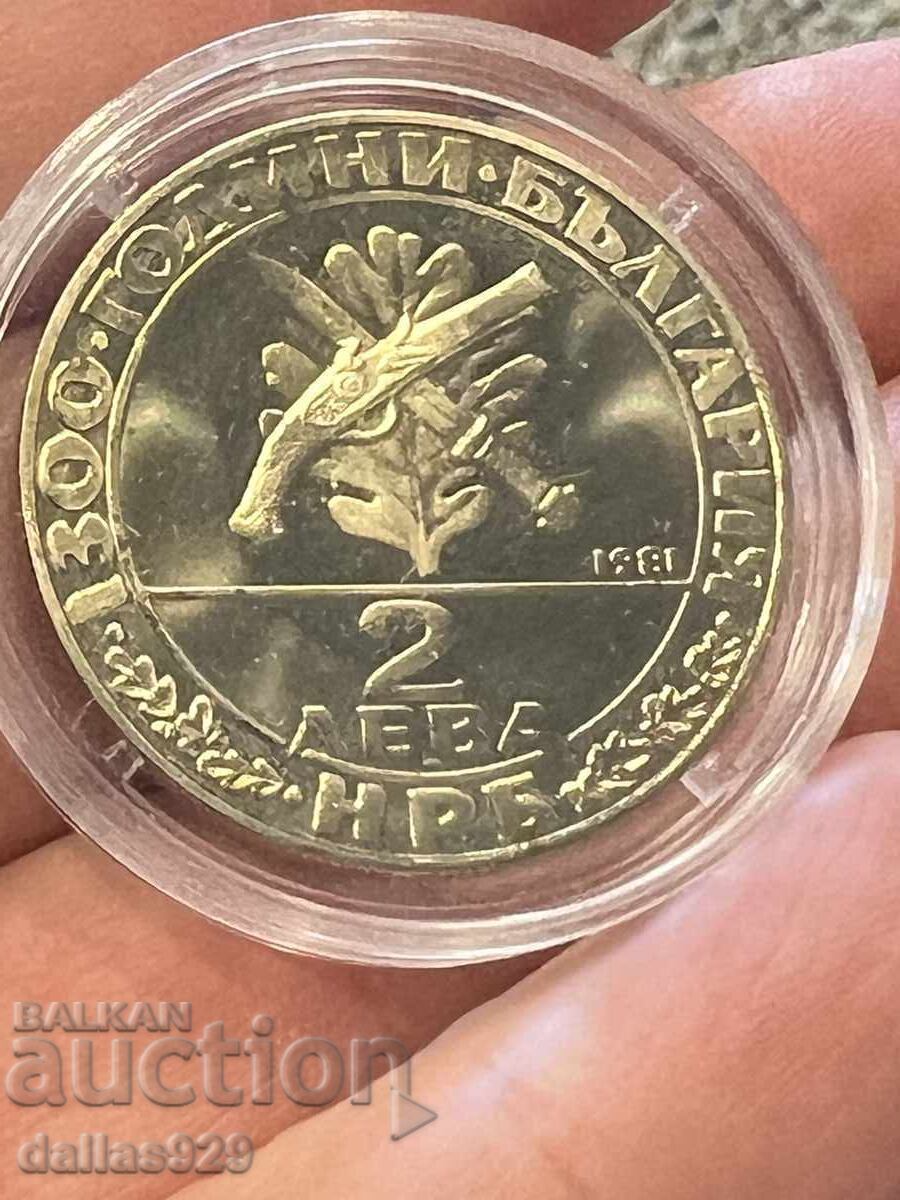 1300 · ГОДИНИ · БЪЛГАРИЯ
1981
2
ЛЕВА
· НРБ ·
BALKAN
auction
dallas929